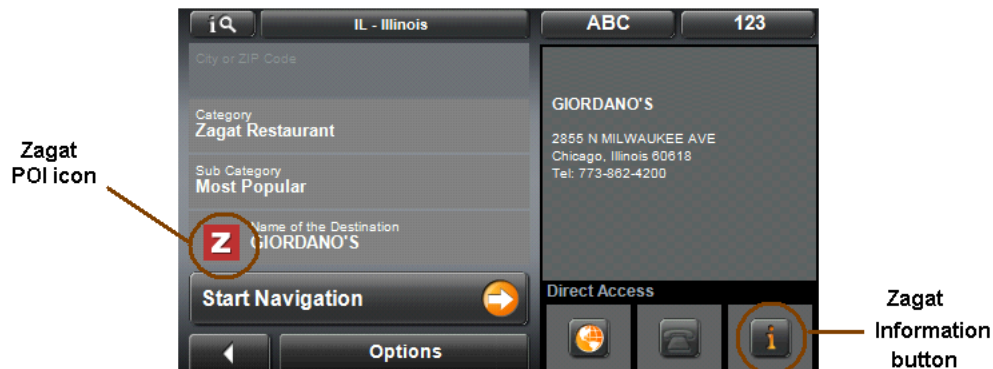 IL - Illinois
ABC
123
City or ZIP Code
Category
Zagat Restaurant
Sub Category
Most Popular
Z
Name of the Destination
GIORDANO'S
Start Navigation
Options
GIORDANO'S
2855 N MILWAUKEE AVE
Chicago, Illinois 60618
Tel: 773-862-4200
Direct Access
i
Zagat
POI icon
Zagat
Information
button